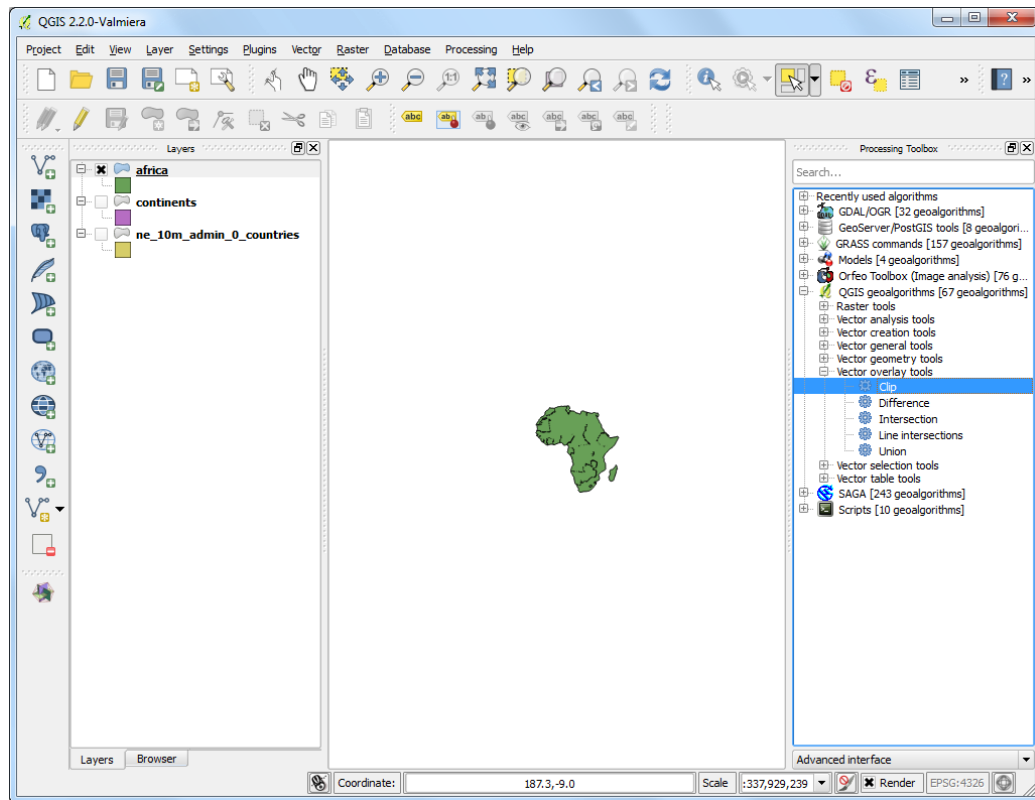 QGIS 2.2.0-Valmiera
Project Edit View Layer Settings Plugins Vector Raster Database Processing Help
Layers
africa
continents
ne_10m_admin_0_countries
Layers Browser
Processing Toolbox
Search...
Recently used algorithms
GDAL/OGR [32 geoalgorithms]
GeoServer/PostGIS tools [8 geoalgori...
GRASS commands [157 geoalgorithms]
Models [4 geoalgorithms]
Orfeo Toolbox (Image analysis) [76 g...
QGIS geoalgorithms [67 geoalgorithms]
Raster tools
Vector analysis tools
Vector creation tools
Vector general tools
Vector geometry tools
Vector overlay tools
Clip
Difference
Intersection
Line intersections
Union
Vector selection tools
Vector table tools
SAGA [243 geoalgorithms]
Scripts [10 geoalgorithms]
Advanced interface
Coordinate: 187.3,-9.0 Scale :337,929,239 Render EPSG:4326